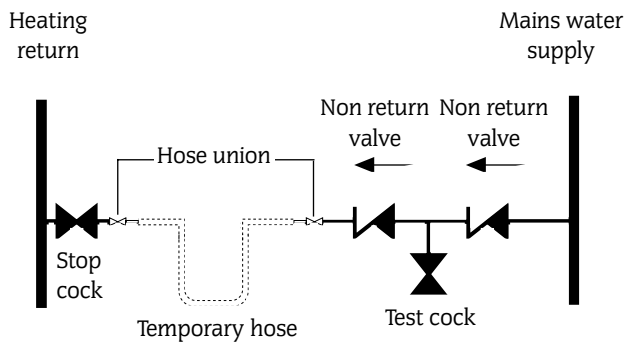 Heating
return
Mains water
supply
Non return
valve
Non return
valve
Hose union
Stop
cock
Test cock
Temporary hose